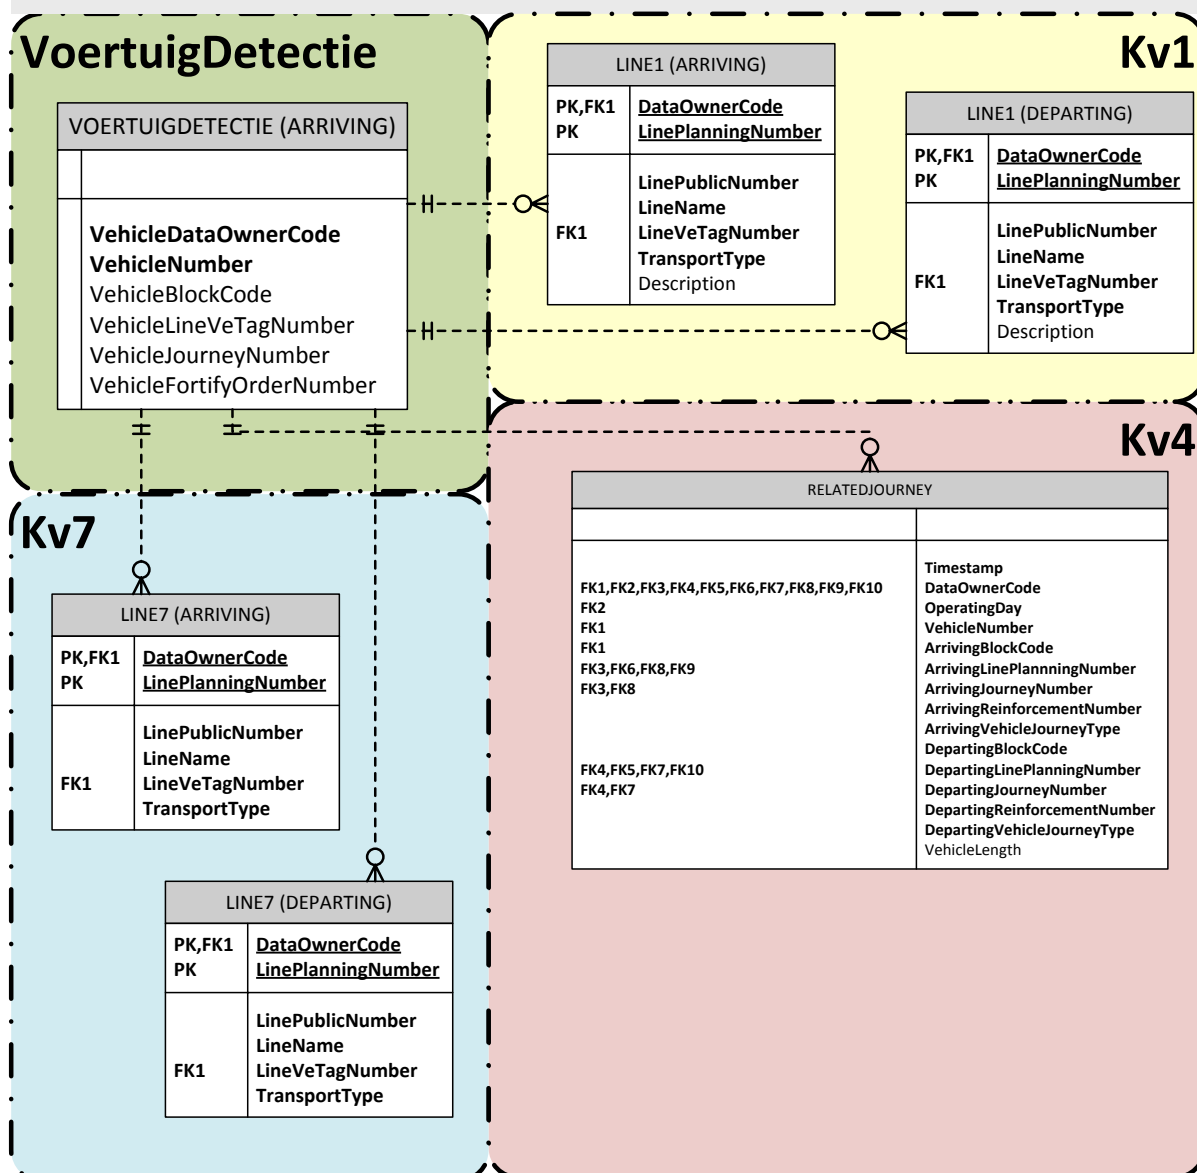 VoertuigDetectie
VOERTUIGDETECTIE (ARRIVING)
VehicleDataOwnerCode
VehicleNumber
VehicleBlockCode
VehicleLineVeTagNumber
VehicleJourneyNumber
VehicleFortifyOrderNumber
Kv1
LINE1 (ARRIVING)
PK,FK1 DataOwnerCode
PK LinePlanningNumber
LinePublicNumber
LineName
FK1 LineVeTagNumber
TransportType
Description
LINE1 (DEPARTING)
PK,FK1 DataOwnerCode
PK LinePlanningNumber
LinePublicNumber
LineName
FK1 LineVeTagNumber
TransportType
Description
Kv7
LINE7 (ARRIVING)
PK,FK1 DataOwnerCode
PK LinePlanningNumber
LinePublicNumber
LineName
FK1 LineVeTagNumber
TransportType
LINE7 (DEPARTING)
PK,FK1 DataOwnerCode
PK LinePlanningNumber
LinePublicNumber
LineName
FK1 LineVeTagNumber
TransportType
Kv4
RELATEDJOURNEY
Timestamp
FK1,FK2,FK3,FK4,FK5,FK6,FK7,FK8,FK9,FK10 DataOwnerCode
FK2 OperatingDay
FK1 VehicleNumber
FK1 ArrivingBlockCode
FK3,FK6,FK8,FK9 ArrivingLinePlannningNumber
FK3,FK8 ArrivingJourneyNumber
ArrivingReinforcementNumber
ArrivingVehicleJourneyType
DepartingBlockCode
FK4,FK5,FK7,FK10 DepartingLinePlanningNumber
FK4,FK7 DepartingJourneyNumber
DepartingReinforcementNumber
DepartingVehicleJourneyType
VehicleLength